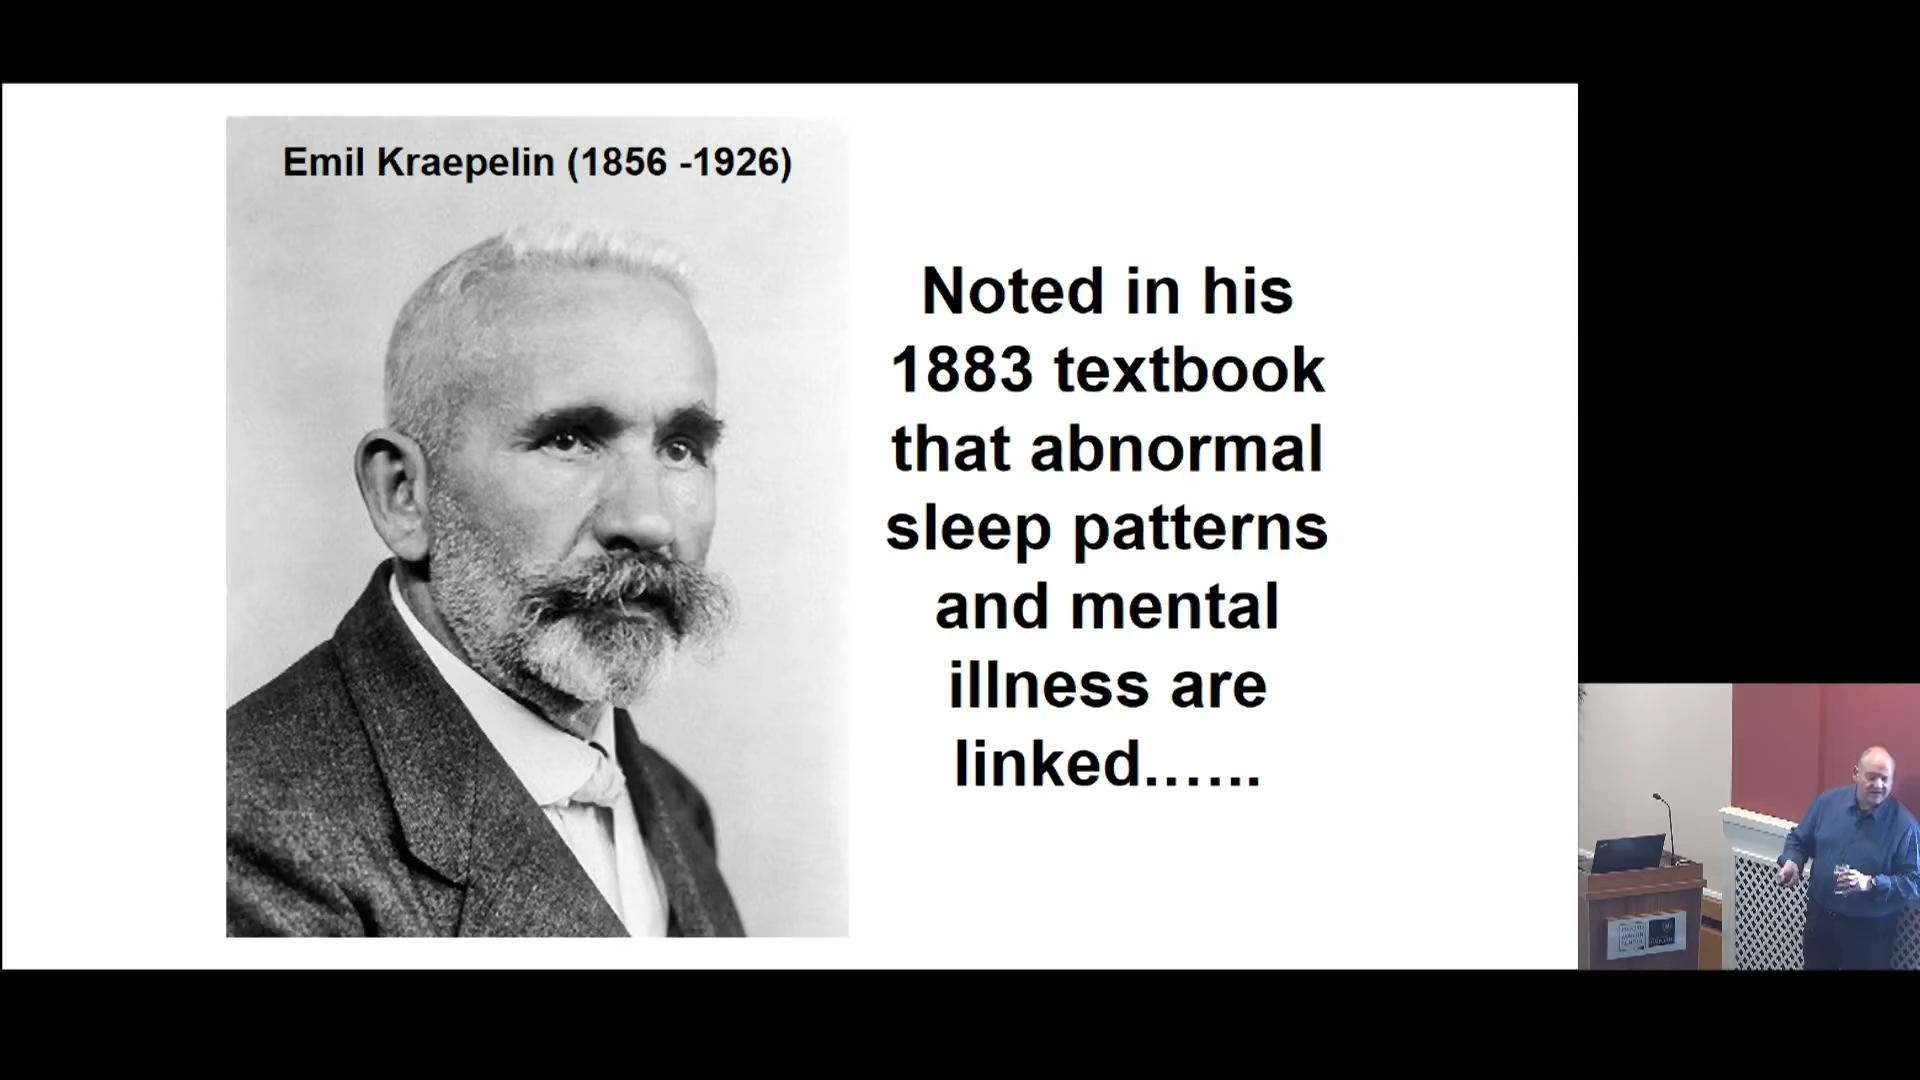 Emil Kraepelin (1856 -1926)
Noted in his
1883 textbook
that abnormal
sleep patterns
and mental
illness are
linked.…..